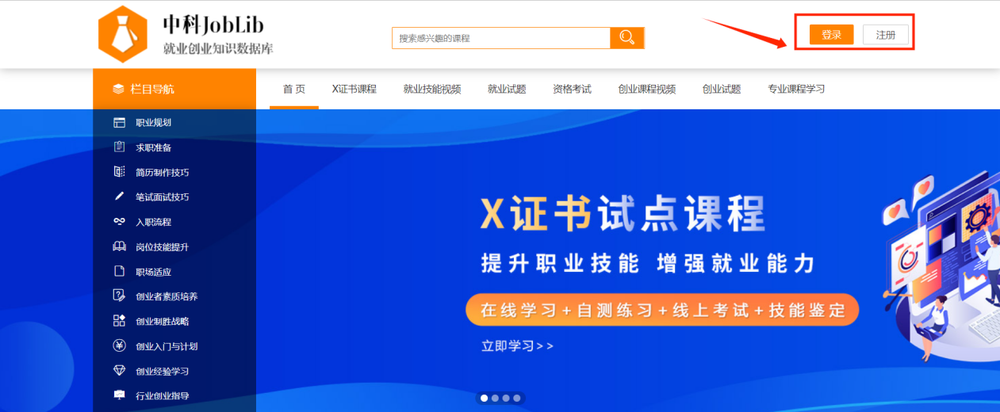 中科JobLib
就业创业知识数据库
搜索感兴趣的课程
登录 注册
栏目导航 首页 X证书课程 就业技能视频 就业试题 资格考试 创业课程视频 创业试题 专业课程学习
职业规划
求职准备
简历制作技巧
笔试面试技巧
入职流程
岗位技能提升
职场适应
创业者素质培养
创业制胜战略
创业入门与计划
创业经验学习
行业创业指导
X证书试点课程
提升职业技能 增强就业能力
在线学习+自测练习+线上考试+技能鉴定
立即学习>>